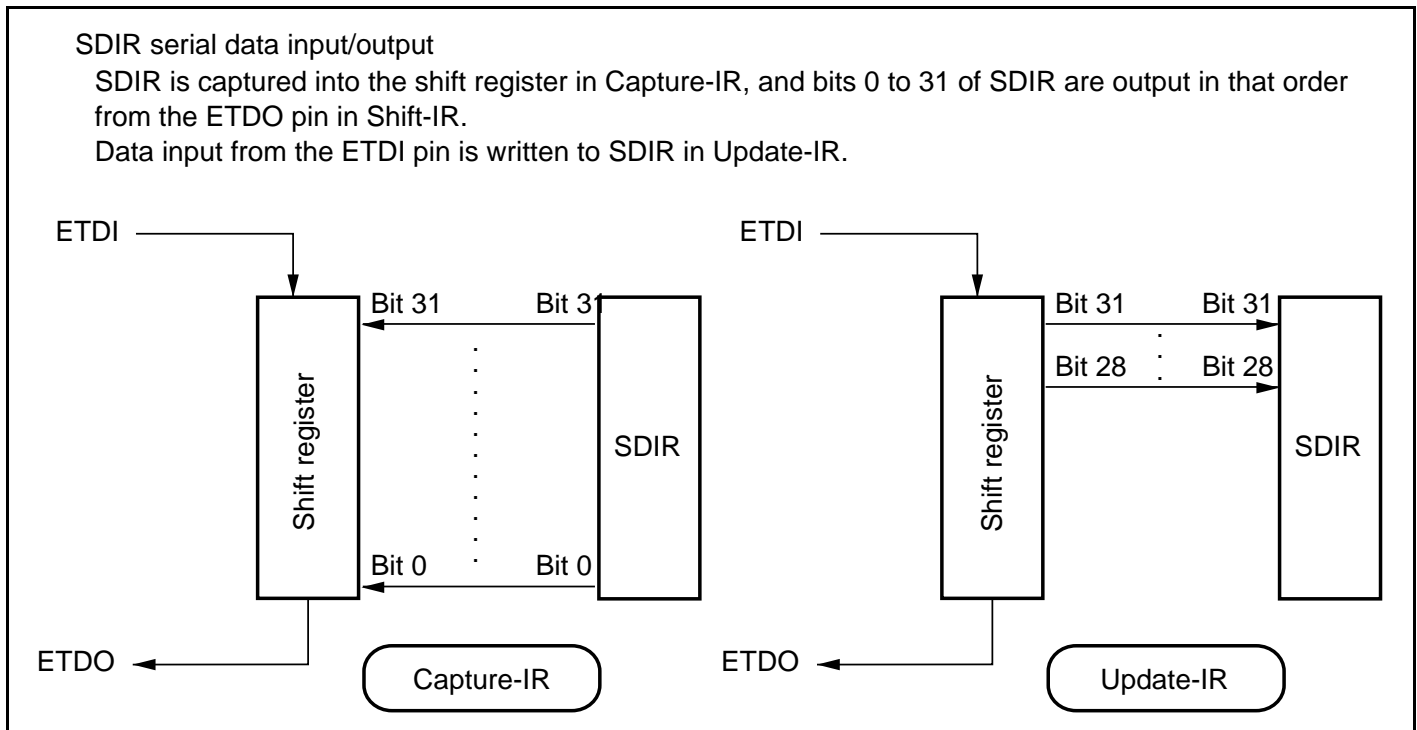 SDIR serial data input/output
SDIR is captured into the shift register in Capture-IR, and bits 0 to 31 of SDIR are output in that order
from the ETDO pin in Shift-IR.
Data input from the ETDI pin is written to SDIR in Update-IR.
ETDI
Bit 31 Bit 31
Shift register
SDIR
Bit 0 Bit 0
ETDO
Capture-IR
ETDI
Bit 31 Bit 31
Bit 28 Bit 28
Shift register
SDIR
ETDO
Update-IR